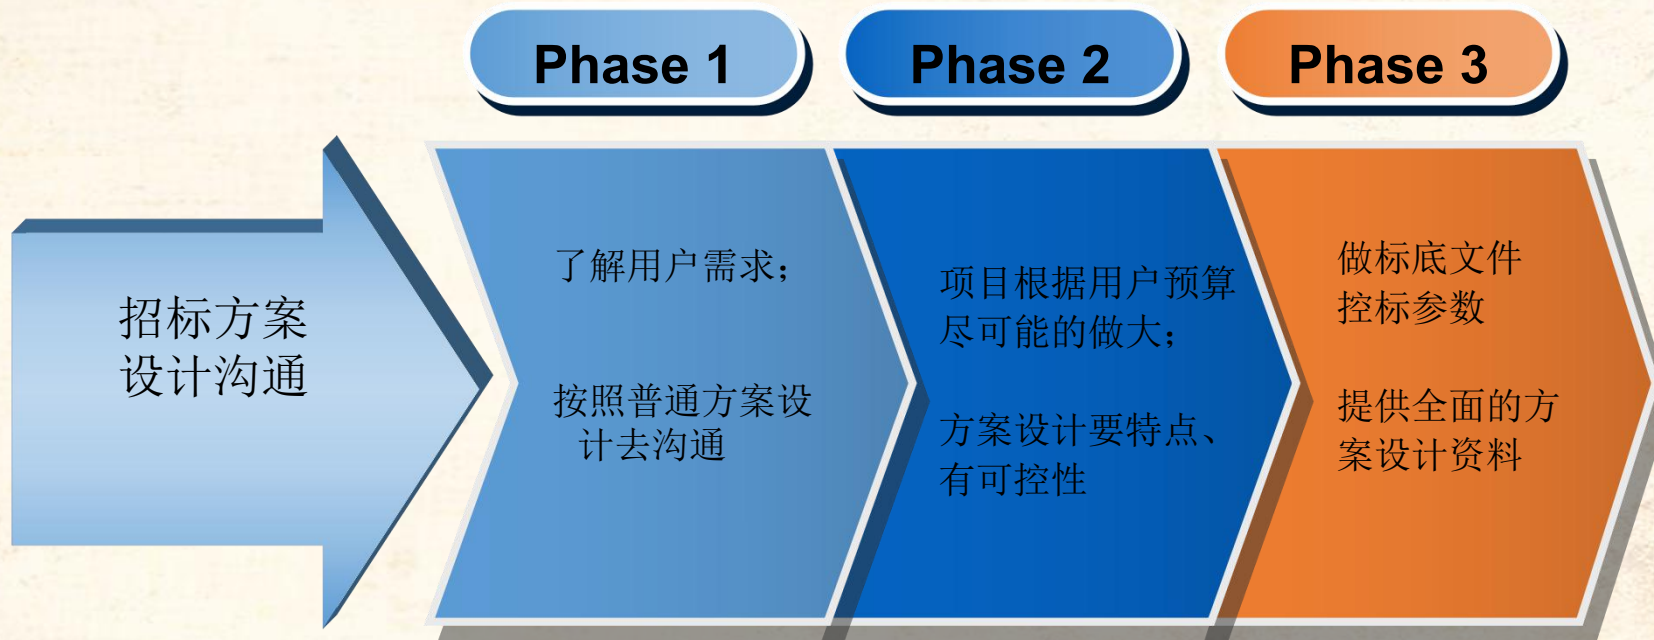 Phase 1
Phase 2
Phase 3
招标方案
设计沟通
了解用户需求；
按照普通方案设
计去沟通
项目根据用户预算
尽可能的做大；
方案设计要特点、
有可控性
做标底文件
控标参数
提供全面的方
案设计资料